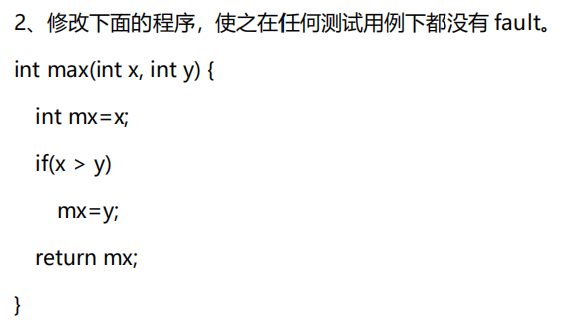 2、修改下面的程序，使之在任何测试用例下都没有 fault。
int max(int x, int y) {
int mx=x;
if(x > y)
mx=y;
return mx;
}